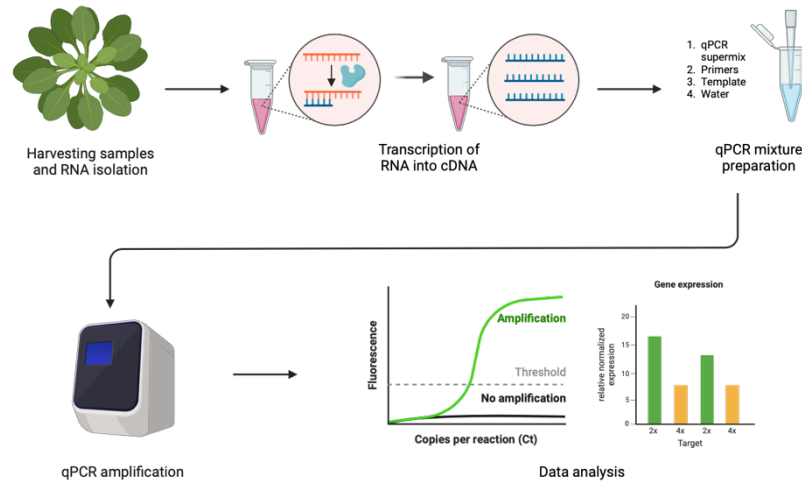 1. qPCR
supermix
2. Primers
3. Template
4. Water
Harvesting samples
and RNA isolation
Transcription of
RNA into cDNA
qPCR mixture
preparation
Fluorescence
Amplification
Threshold
No amplification
Copies per reaction (Ct)
Gene expression
relative normalized
expression
20
15
10
5
0
2x 4x 2x 4x
Target
qPCR amplification
Data analysis